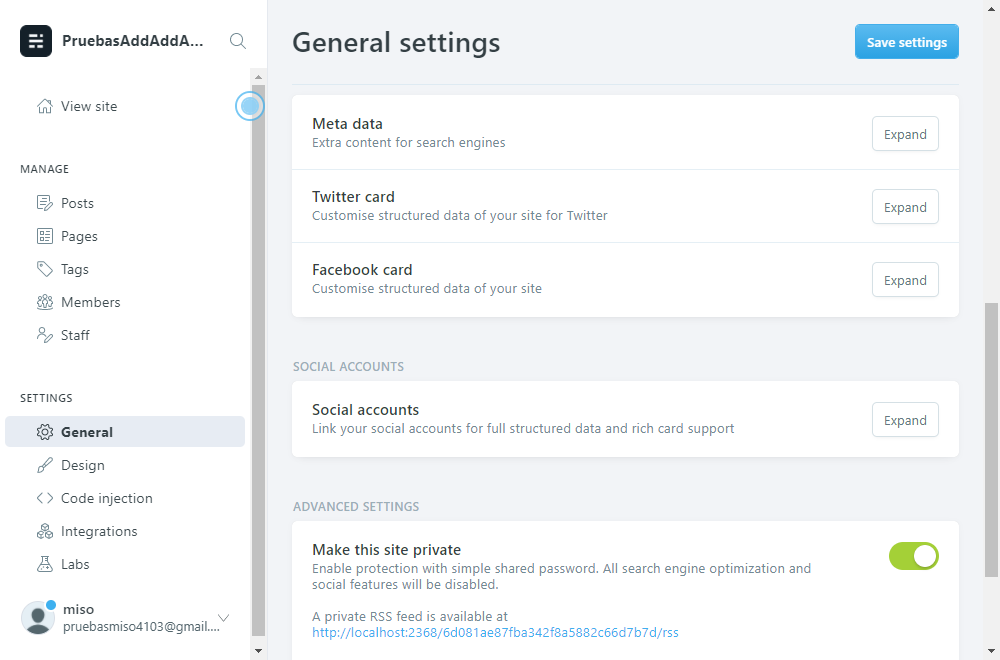 PruebasAddAddA...
View site
MANAGE
Posts
Pages
Tags
Members
Staff
SETTINGS
General
Design
Code injection
Integrations
Labs
miso
pruebasmiso4103@gmail....
General settings
Save settings
Meta data
Extra content for search engines
Expand
Twitter card
Customise structured data of your site for Twitter
Expand
Facebook card
Customise structured data of your site
Expand
SOCIAL ACCOUNTS
Social accounts
Link your social accounts for full structured data and rich card support
Expand
ADVANCED SETTINGS
Make this site private
Enable protection with simple shared password. All search engine optimization and
social features will be disabled.
A private RSS feed is available at
http://localhost:2368/6d081ae87fba342f8a5882c66d7b7d/rss